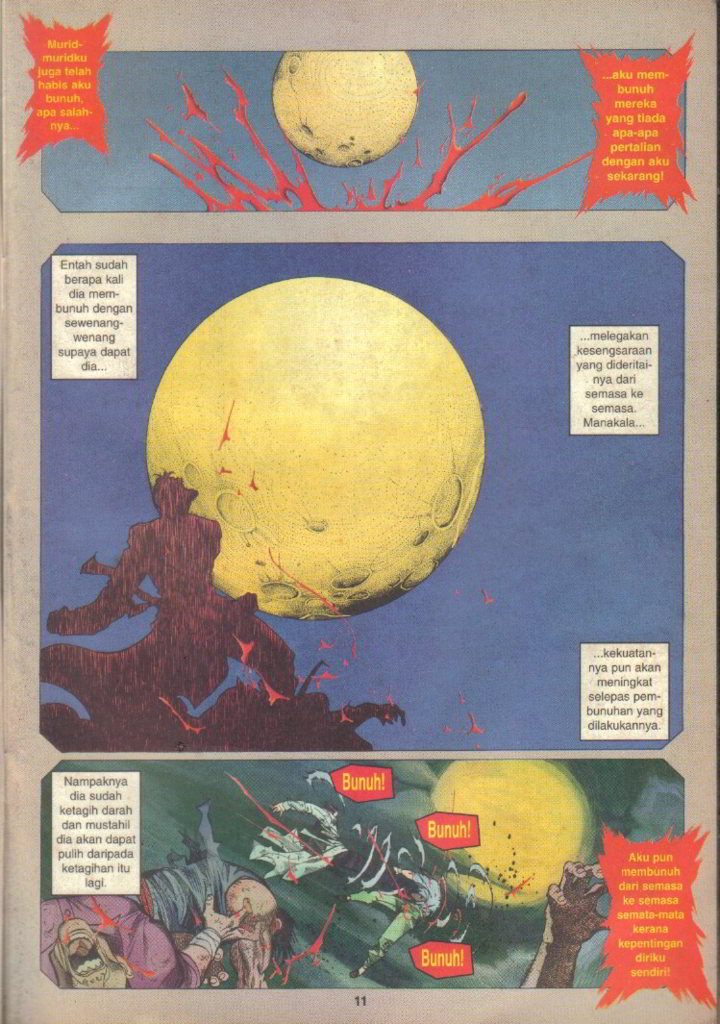 Murid-
muridku
juga telah
habis aku
bunuh,
apa salah-
nya...
...aku mem-
bunuh
mereka
yang tiada
apa-apa
pertalian
dengan aku
sekarang!
Entah sudah
berapa kali
dia mem-
bunuh dengan
sewenang-
wenang
supaya dapat
dia...
...melegakan
kesengsaraan
yang dideritai-
nya dari
semasa ke
semasa.
Manakala...
...kekuatan-
nya pun akan
meningkat
selepas pem-
bunuhan yang
dilakukannya.
Nampaknya
dia sudah
ketagih darah
dan mustahil
dia akan dapat
pulih daripada
ketagihan itu
lagi.
Bunuh!
Bunuh!
Bunuh!
Aku pun
membunuh
dari semasa
ke semasa
semata-mata
kerana
kepentingan
diriku
sendiri!
11